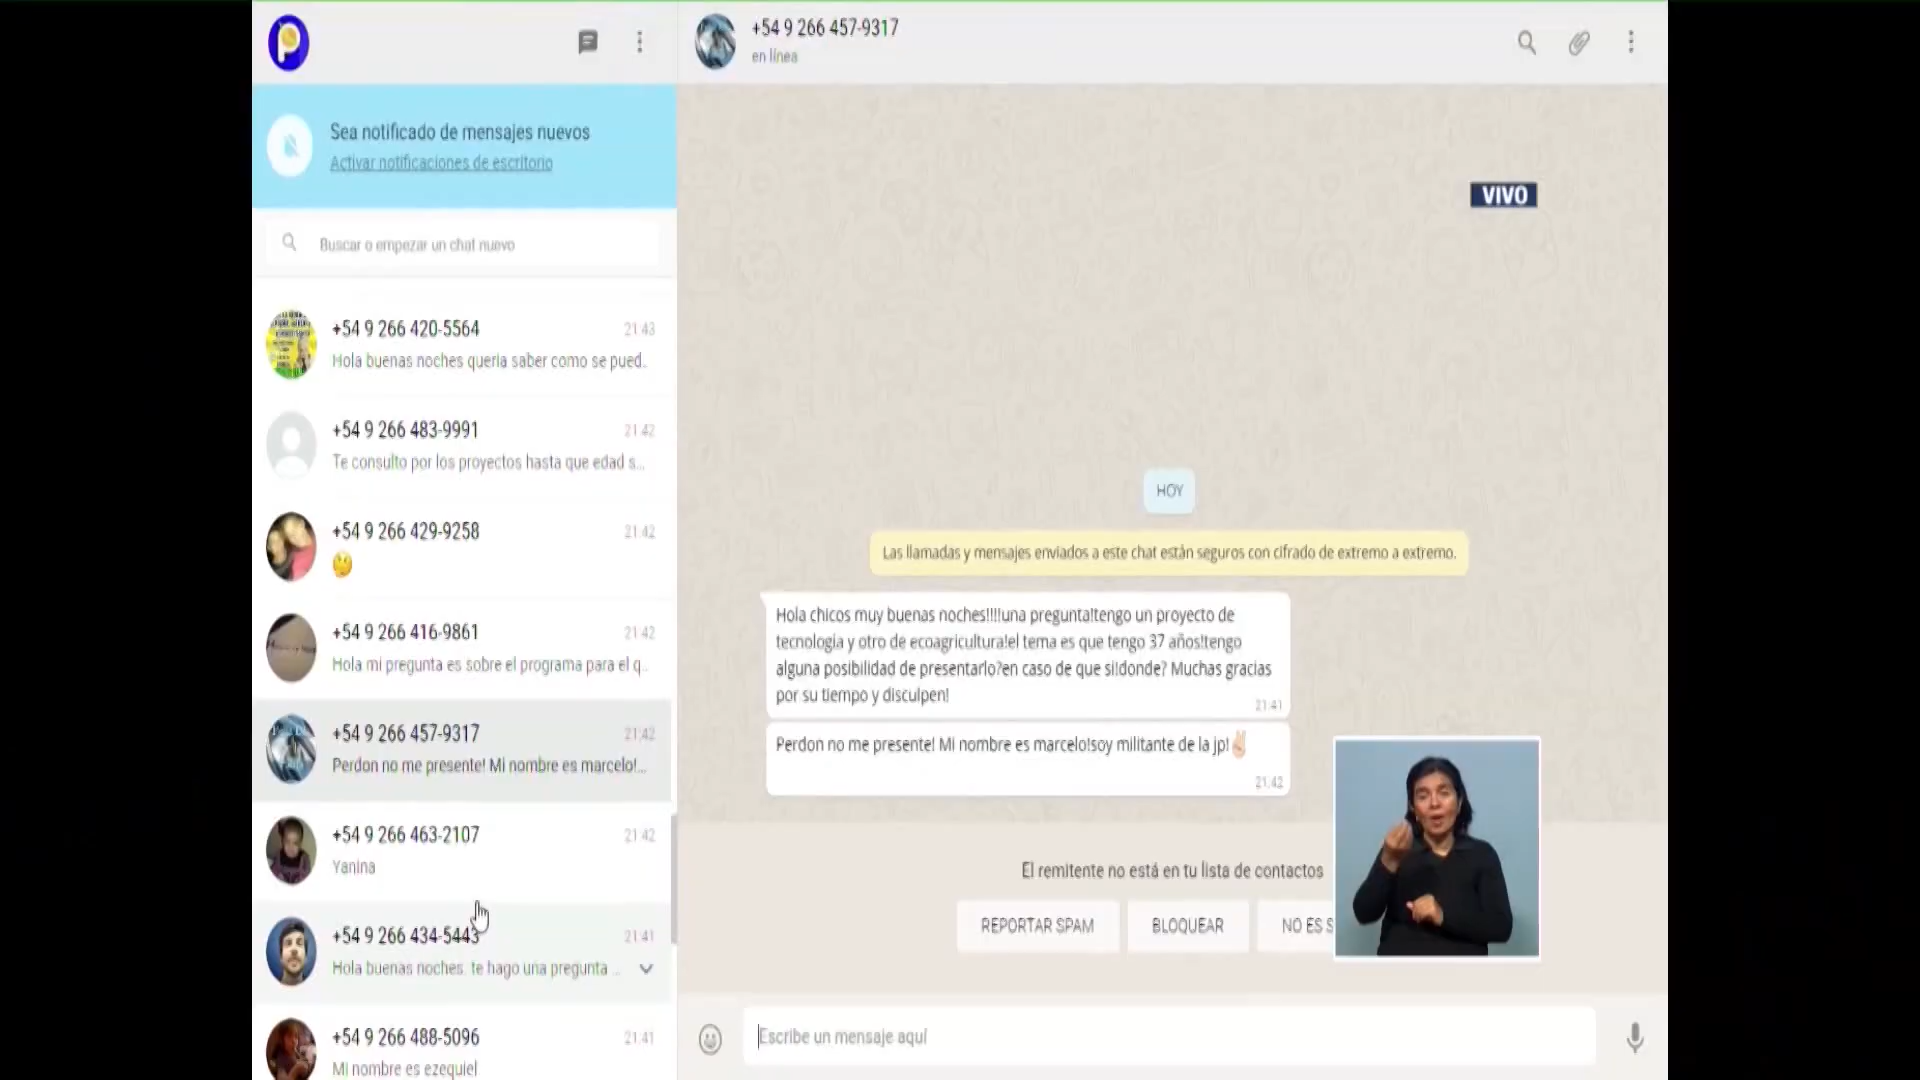 +54 9 266 457-9317
en línea
Sea notificado de mensajes nuevos
Activar notificaciones de escritorio
VIVO
Buscar o empezar un chat nuevo
+54 9 266 420-5564
21:43
Hola buenas noches queria saber como se pued.
+54 9 266 483-9991
21:42
Te consulto por los proyectos hasta que edad s...
+54 9 266 429-9258
21:42
🤔
+54 9 266 416-9861
21:42
Hola mi pregunta es sobre el programa para el q..
+54 9 266 457-9317
21:42
Perdon no me presente! Mi nombre es marcelo!...
+54 9 266 463-2107
21:42
Yanina
+54 9 266 434-5443
21:41
Hola buenas noches. te hago una pregunta ...
+54 9 266 488-5096
21:41
Mi nombre es ezequiel
HOY
Las llamadas y mensajes enviados a este chat están seguros con cifrado de extremo a extremo.
Hola chicos muy buenas noches!!!!una pregunta!tengo un proyecto de
tecnologia y otro de ecoagricultura!el tema es que tengo 37 años!tengo
alguna posibilidad de presentarlo?en caso de que si!donde? Muchas gracias
por su tiempo y disculpen!
21:41
Perdon no me presente! Mi nombre es marcelo!soy militante de la jp!✌🏻
21:42
El remitente no está en tu lista de contactos
REPORTAR SPAM
BLOQUEAR
NO ES S
Escribe un mensaje aquí